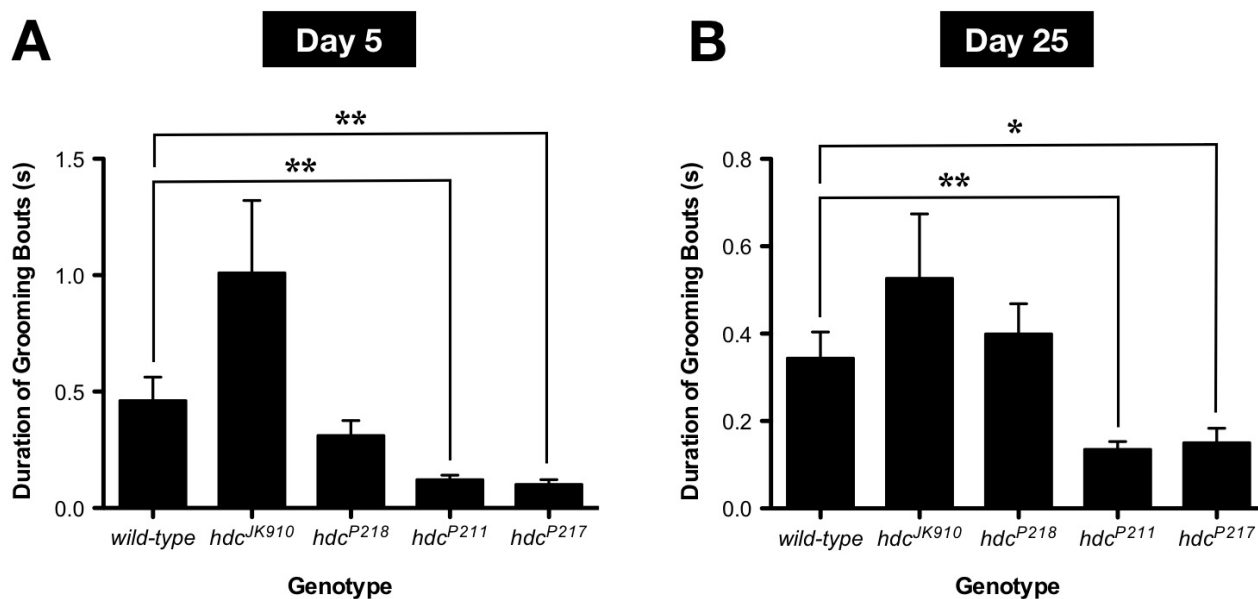 A
Day 5
**
**
Duration of Grooming Bouts (s)
1.5
1.0
0.5
0.0
wild-type hdcJK910 hdcP218 hdcP211 hdcP217
Genotype
B
Day 25
*
**
Duration of Grooming Bouts (s)
0.8
0.6
0.4
0.2
0.0
wild-type hdcJK910 hdcP218 hdcP211 hdcP217
Genotype